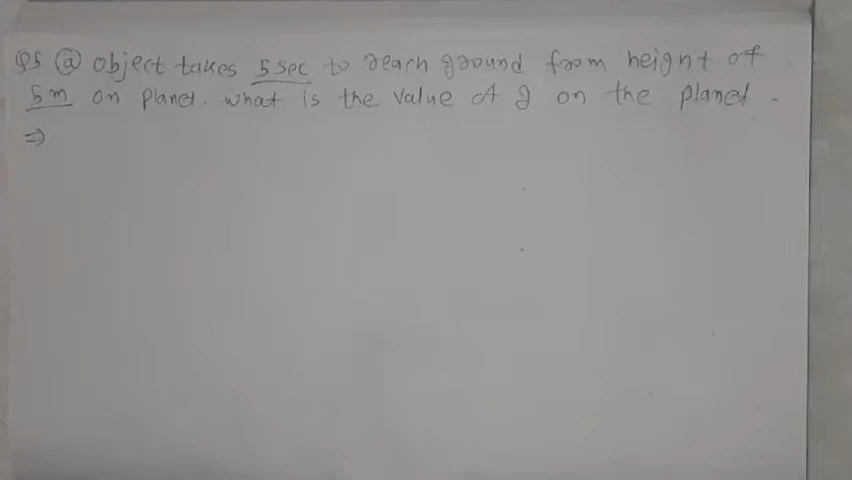 Q5 @ object takes 5 sec to reach ground from height of
5m on planet. what is the value of g on the planet -
⇒